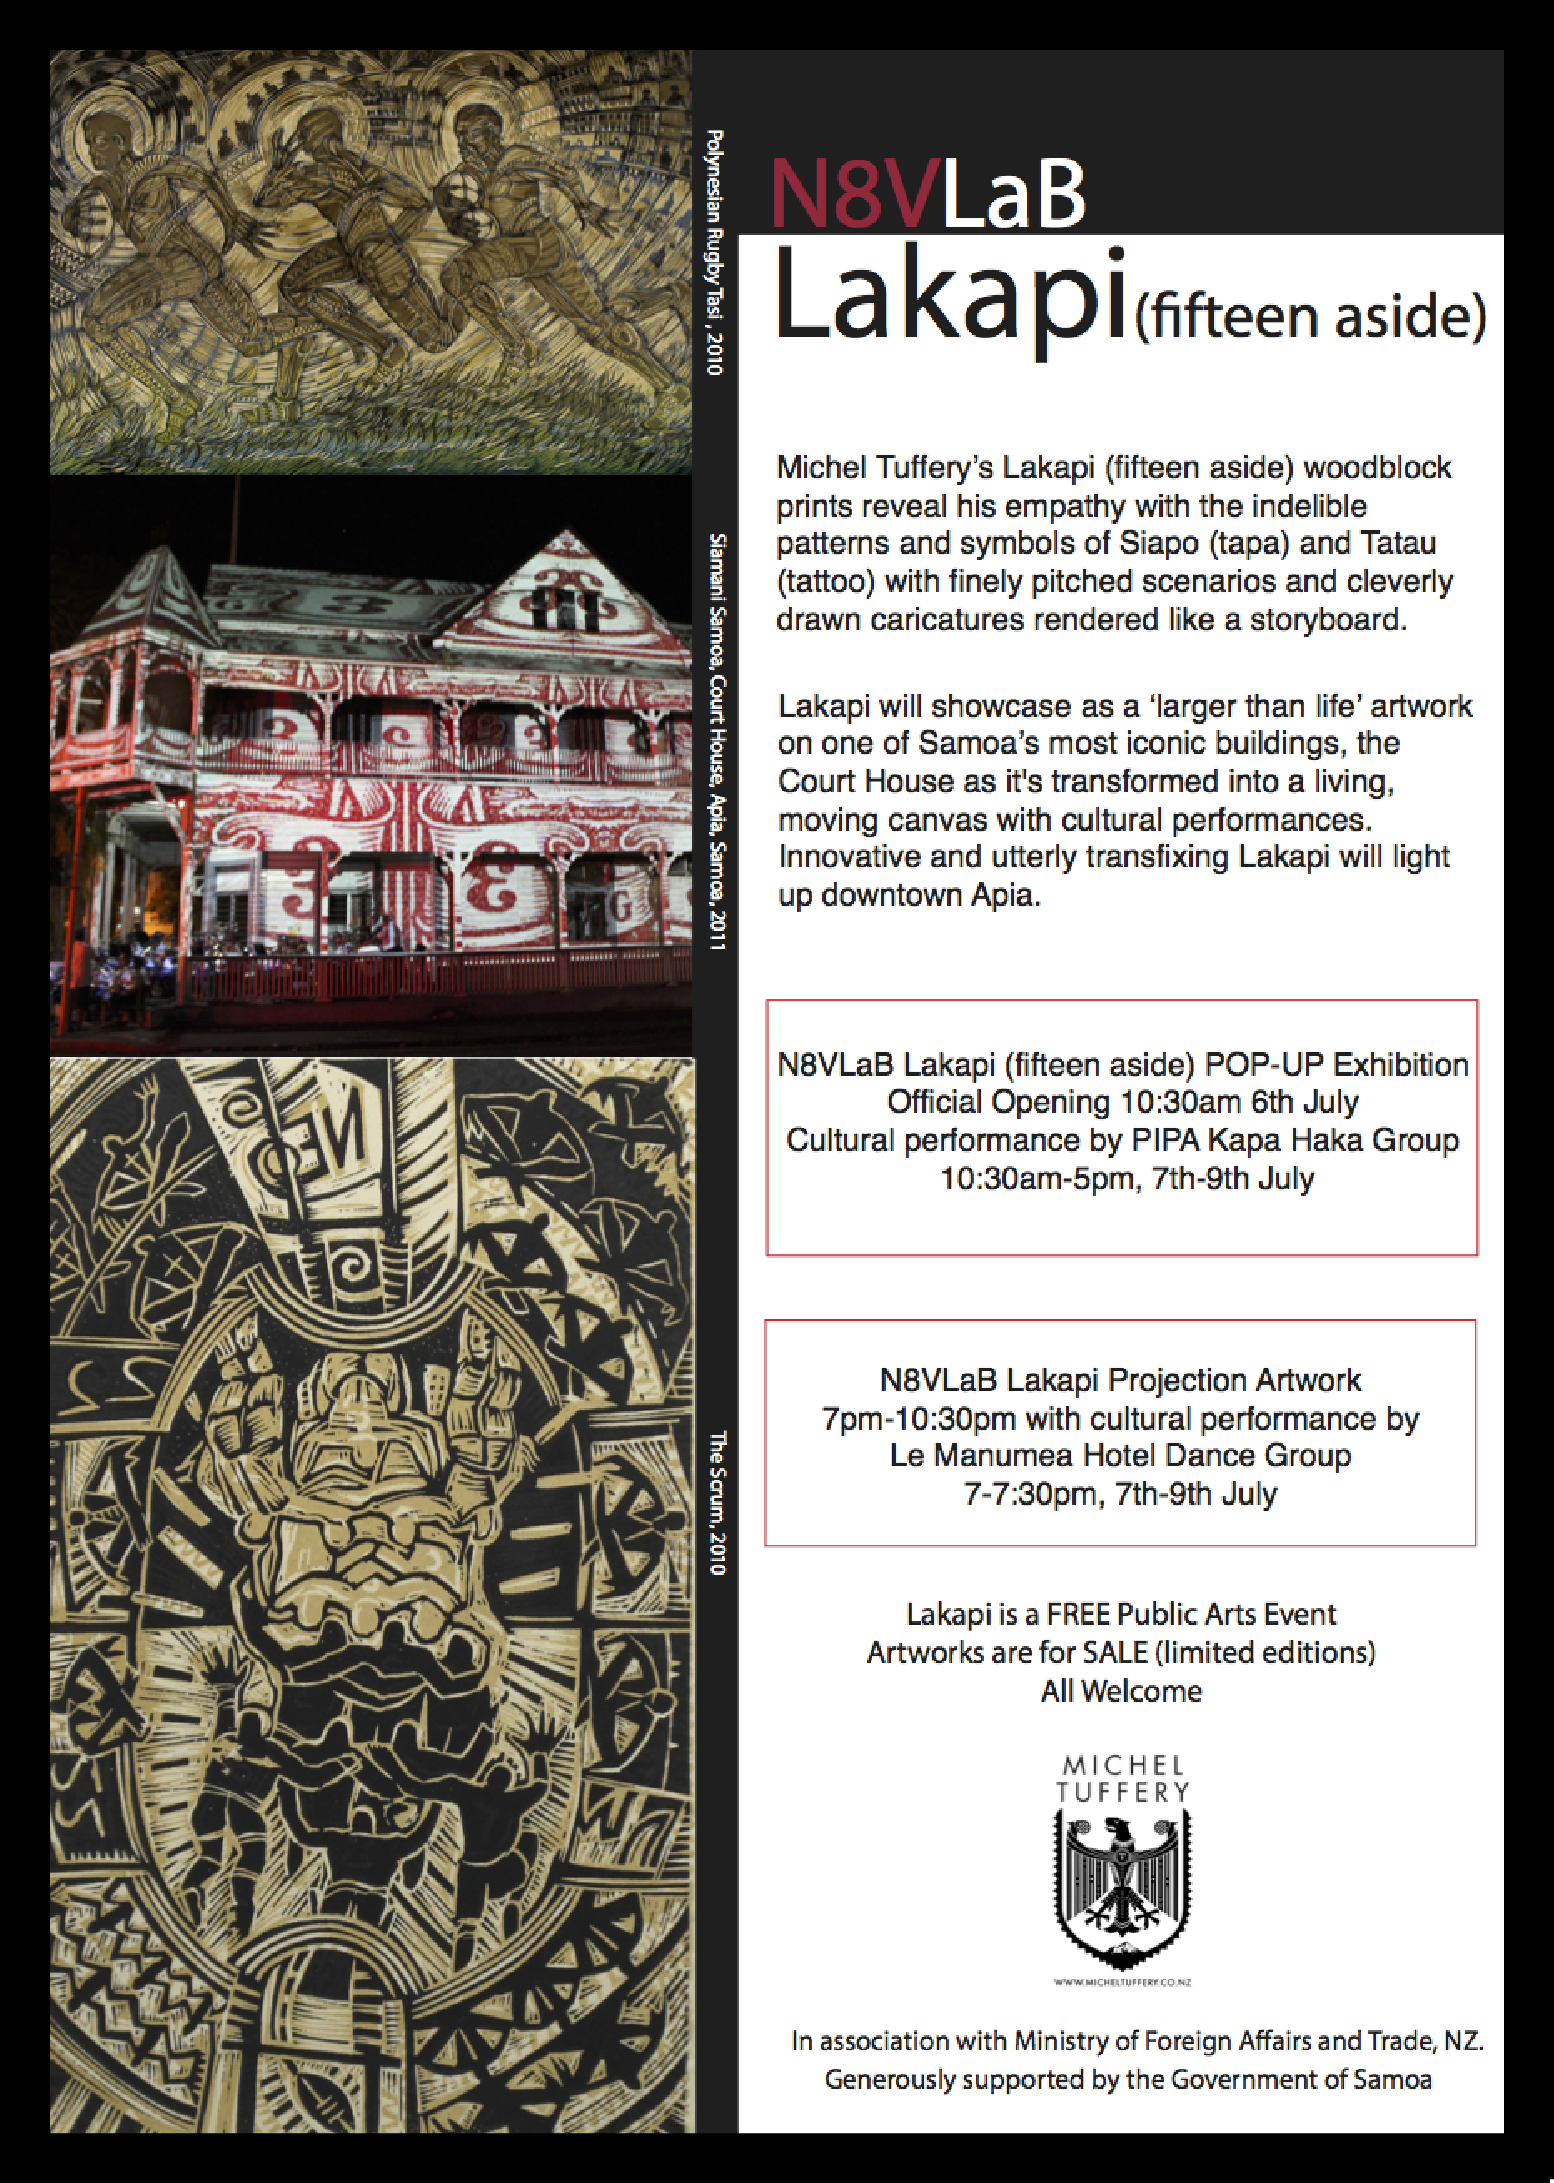 N8VLaB
Lakapi (fifteen aside)
Michel Tuffery’s Lakapi (fifteen aside) woodblock
prints reveal his empathy with the indelible
patterns and symbols of Siapo (tapa) and Tatau
(tattoo) with finely pitched scenarios and cleverly
drawn caricatures rendered like a storyboard.
Lakapi will showcase as a ‘larger than life’ artwork
on one of Samoa’s most iconic buildings, the
Court House as it's transformed into a living,
moving canvas with cultural performances.
Innovative and utterly transfixing Lakapi will light
up downtown Apia.
N8VLaB Lakapi (fifteen aside) POP-UP Exhibition
Official Opening 10:30am 6th July
Cultural performance by PIPA Kapa Haka Group
10:30am-5pm, 7th-9th July
N8VLaB Lakapi Projection Artwork
7pm-10:30pm with cultural performance by
Le Manumea Hotel Dance Group
7-7:30pm, 7th-9th July
Lakapi is a FREE Public Arts Event
Artworks are for SALE (limited editions)
All Welcome
MICHEL
TUFFERY
WWW.MICHELTUFFERY.CO.NZ
In association with Ministry of Foreign Affairs and Trade, NZ.
Generously supported by the Government of Samoa
Polynesian Rugby Tasi , 2010
Siamani Samoa, Court House, Apia, Samoa, 2011
The Scrum, 2010